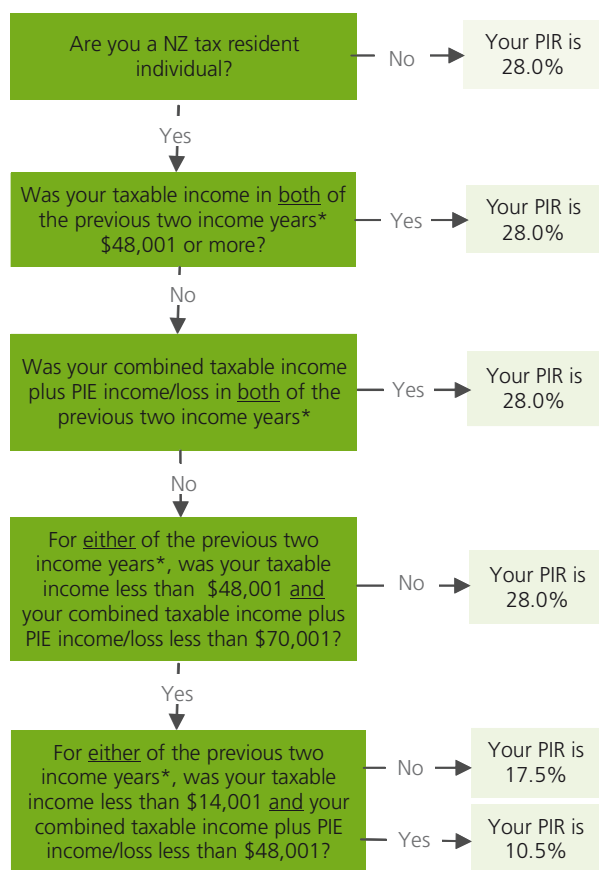 Are you a NZ tax resident
individual?
No
Your PIR is
28.0%
Yes
Was your taxable income in both of
the previous two income years*
$48,001 or more?
Yes
Your PIR is
28.0%
No
Was your combined taxable income
plus PIE income/loss in both of the
previous two income years*
Yes
Your PIR is
28.0%
No
For either of the previous two
income years*, was your taxable
income less than $48,001 and
your combined taxable income plus
PIE income/loss less than $70,001?
No
Your PIR is
28.0%
Yes
For either of the previous two
income years*, was your taxable
income less than $14,001 and your
combined taxable income plus PIE
income/loss less than $48,001?
No
Your PIR is
17.5%
Yes
Your PIR is
10.5%